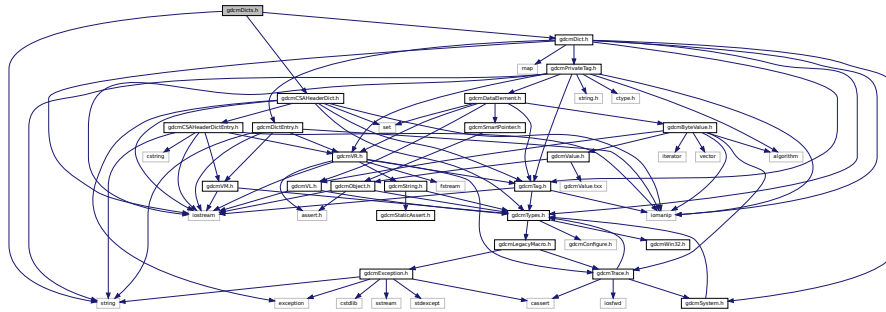 gdcmDicts.h
gdcmDict.h
map
gdcmPrivateTag.h
gdcmCSAHeaderDict.h
set
gdcmDataElement.h
string.h
ctype.h
gdcmCSAHeaderDictEntry.h
gdcmDictEntry.h
gdcmSmartPointer.h
gdcmByteValue.h
cstring
gdcmVR.h
gdcmValue.h
iterator
vector
algorithm
gdcmVM.h
gdcmVL.h
gdcmObject.h
gdcmString.h
fstream
gdcmTag.h
gdcmValue.txx
iostream
assert.h
gdcmStaticAssert.h
gdcmTypes.h
iomanip
gdcmLegacyMacro.h
gdcmConfigure.h
gdcmWin32.h
gdcmException.h
gdcmTrace.h
string
exception
cstdlib
sstream
stdexcept
cassert
iosfwd
gdcmSystem.h